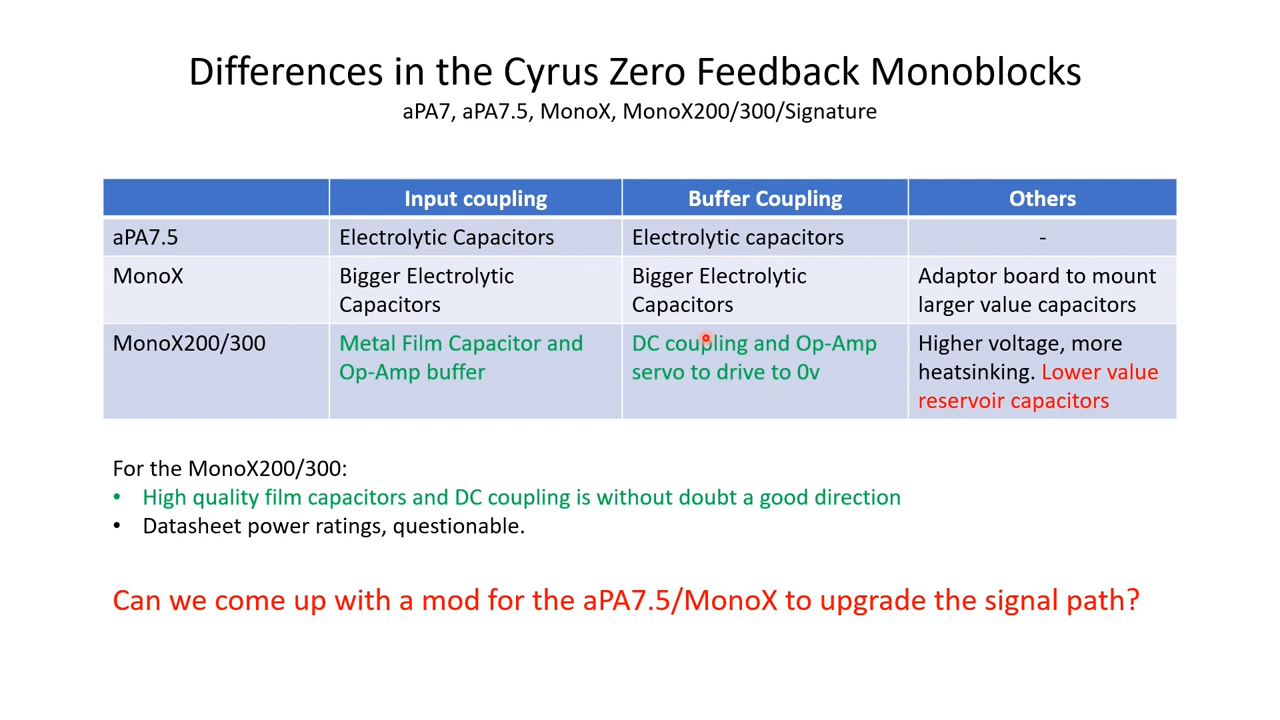 Differences in the Cyrus Zero Feedback Monoblocks
aPA7, aPA7.5, MonoX, MonoX200/300/Signature
Input coupling
Buffer Coupling
Others
aPA7.5
Electrolytic Capacitors
Electrolytic capacitors
-
MonoX
Bigger Electrolytic
Capacitors
Bigger Electrolytic
Capacitors
Adaptor board to mount
larger value capacitors
MonoX200/300
Metal Film Capacitor and
Op-Amp buffer
DC coupling and Op-Amp
servo to drive to 0v
Higher voltage, more
heatsinking. Lower value
reservoir capacitors
For the MonoX200/300:
• High quality film capacitors and DC coupling is without doubt a good direction
• Datasheet power ratings, questionable.
Can we come up with a mod for the aPA7.5/MonoX to upgrade the signal path?